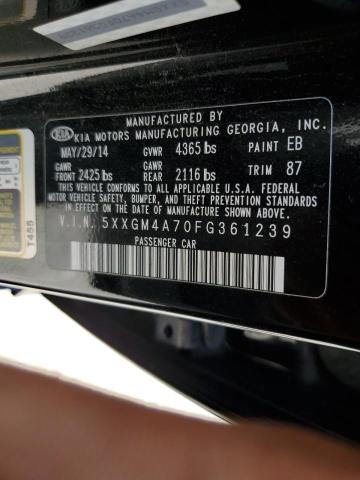 MANUFACTURED BY
KIA KIA MOTORS MANUFACTURING GEORGIA, INC.
MAY/29/14 GVWR 4365 lbs PAINT EB
GAWR FRONT 2425 lbs GAWR REAR 2116 lbs TRIM 87
THIS VEHICLE CONFORMS TO ALL APPLICABLE U.S.A. FEDERAL
MOTOR VEHICLE SAFETY, BUMPER, AND THEFT PREVENTION STANDARDS
IN EFFECT ON THE DATE OF MANUFACTURE SHOWN ABOVE.
V.I.N. 5XXGM4A70FG361239
PASSENGER CAR
T455